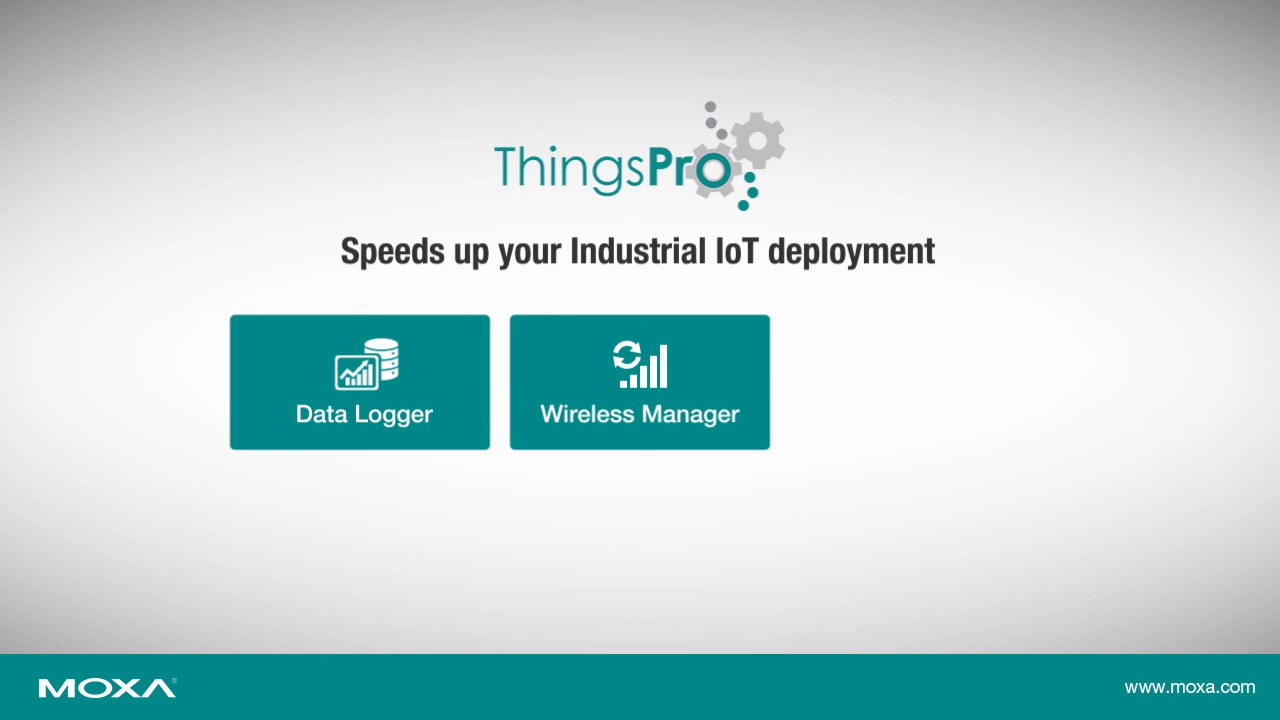 ThingsPro
Speeds up your Industrial IoT deployment
Data Logger
Wireless Manager
MOXA®
www.moxa.com